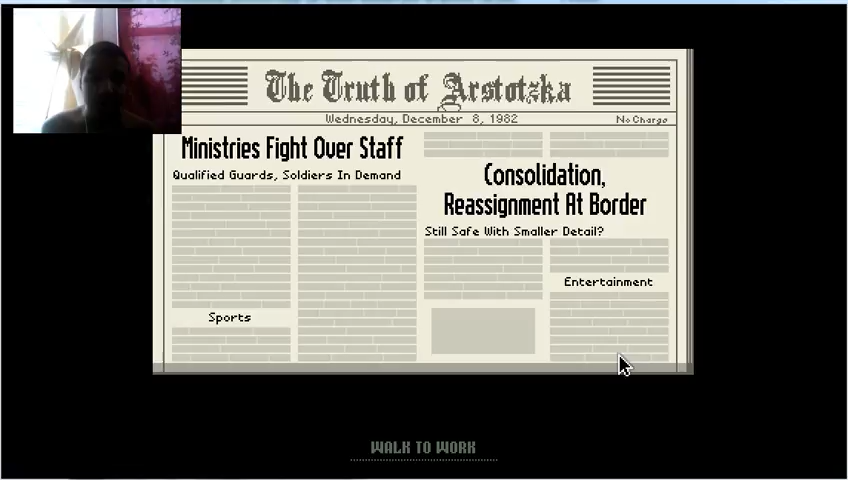 The Truth of Arstotzka
Wednesday, December 8, 1982
No Charge
Ministries Fight Over Staff
Qualified Guards, Soldiers In Demand
Sports
Consolidation,
Reassignment At Border
Still Safe With Smaller Detail?
Entertainment
WALK TO WORK